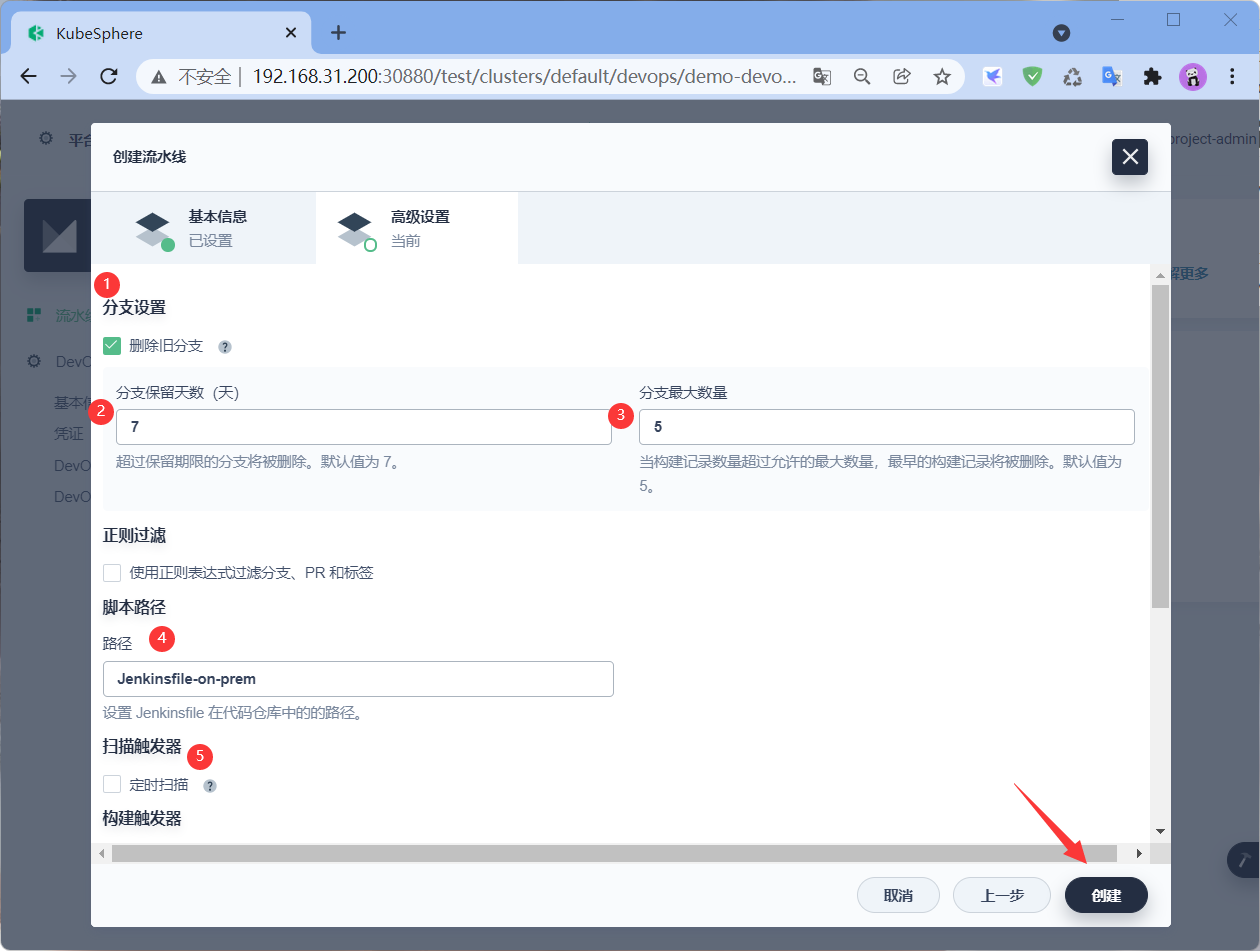 KubeSphere
不安全 192.168.31.200:30880/test/clusters/default/devops/demo-devo...
平台
project-admin
创建流水线
基本信息
已设置
高级设置
当前
解更多
1
分支设置
流水线
删除旧分支 ?
DevO
分支保留天数（天）
分支最大数量
基本信
2
7
3
5
凭证
超过保留期限的分支将被删除。默认值为 7。
当构建记录数量超过允许的最大数量，最早的构建记录将被删除。默认值为
5。
DevO
DevO
正则过滤
使用正则表达式过滤分支、PR 和标签
脚本路径
路径
4
Jenkinsfile-on-prem
设置 Jenkinsfile 在代码仓库中的的路径。
扫描触发器
5
定时扫描 ?
构建触发器
取消
上一步
创建